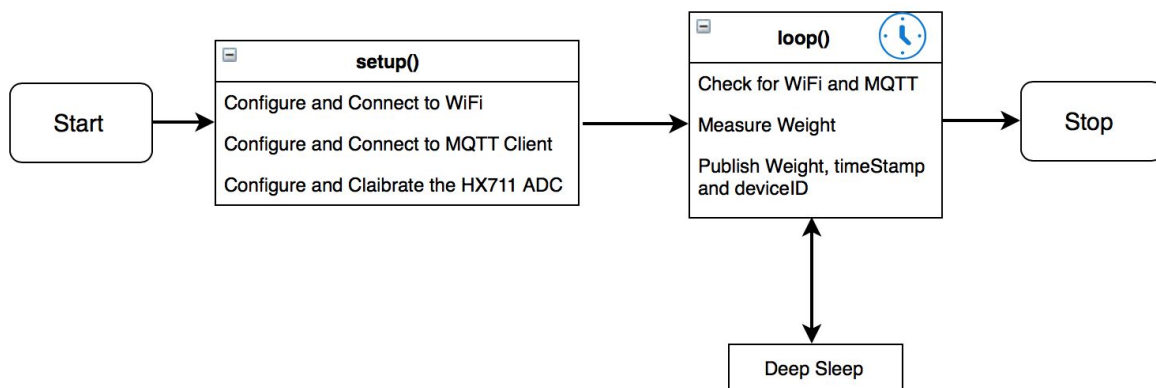 Start
setup()
Configure and Connect to WiFi
Configure and Connect to MQTT Client
Configure and Claibrate the HX711 ADC
loop()
Check for WiFi and MQTT
Measure Weight
Publish Weight, timeStamp
and deviceID
Stop
Deep Sleep